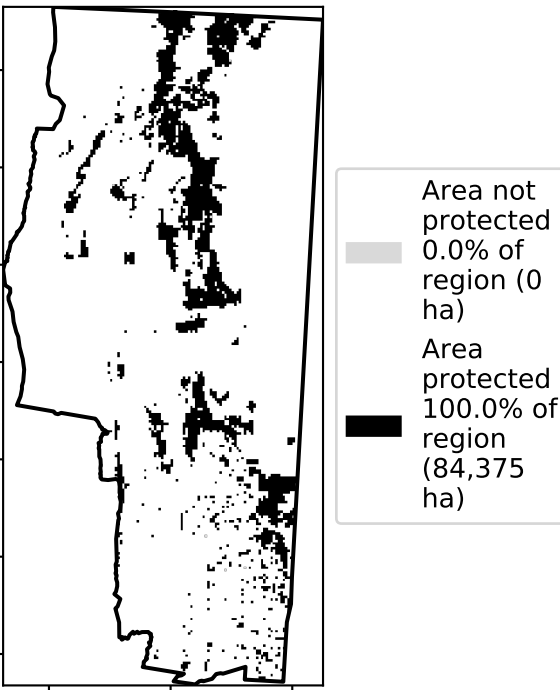 Area not
protected
0.0% of
region (0
ha)
Area
protected
100.0% of
region
(84,375
ha)